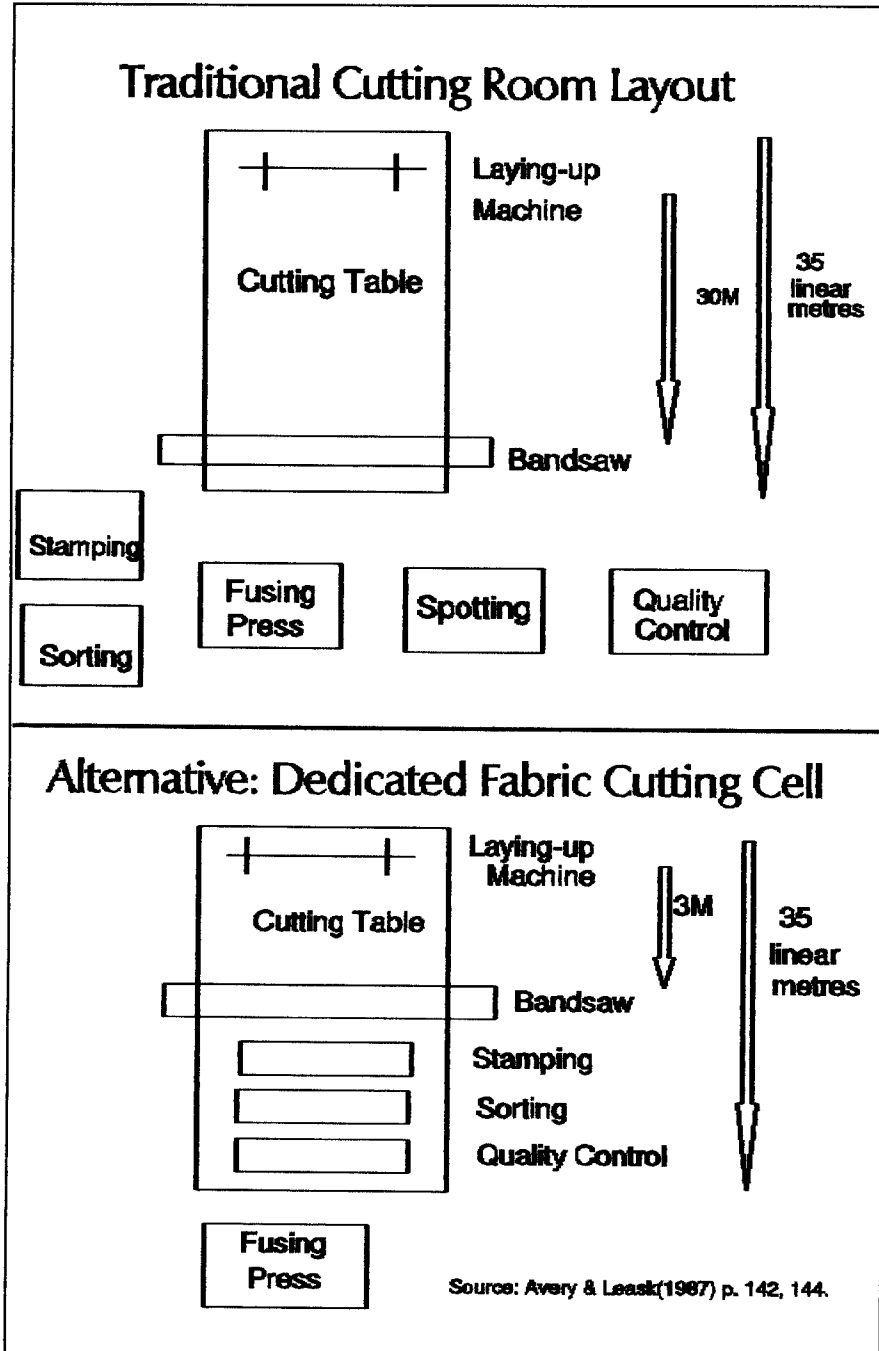 Traditional Cutting Room Layout
Laying-up
Machine
Cutting Table
30M
35
linear
metres
Bandsaw
Stamping
Sorting
Fusing
Press
Spotting
Quality
Control
Alternative: Dedicated Fabric Cutting Cell
Laying-up
Machine
Cutting Table
3M
35
linear
metres
Bandsaw
Stamping
Sorting
Quality Control
Fusing
Press
Source: Avery & Leask(1987) p. 142, 144.